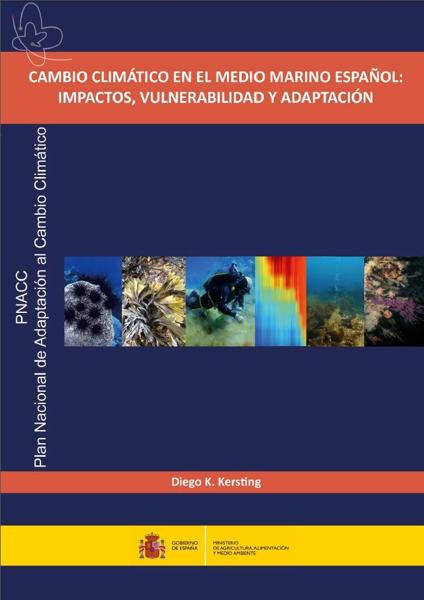 CAMBIO CLIMÁTICO EN EL MEDIO MARINO ESPAÑOL:
IMPACTOS, VULNERABILIDAD Y ADAPTACIÓN
PNACC
Plan Nacional de Adaptación al Cambio Climático
Diego K. Kersting
GOBIERNO
DE ESPAÑA
MINISTERIO
DE AGRICULTURA, ALIMENTACIÓN
Y MEDIO AMBIENTE